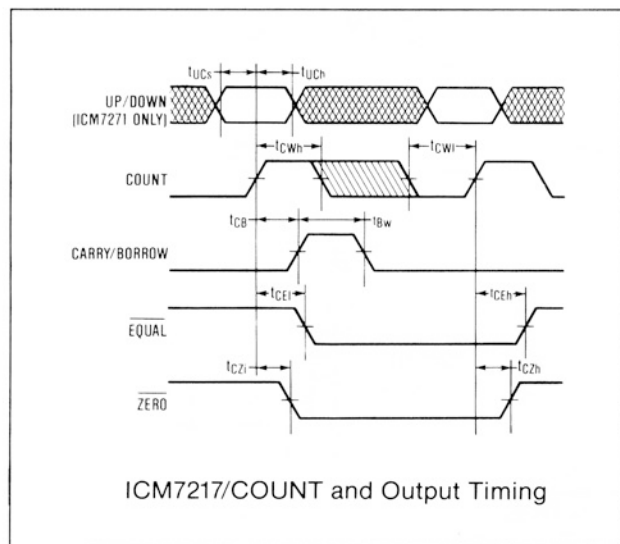 tUCs tUCh
UP/DOWN
(ICM7271 ONLY)
tCWh tCWl
COUNT
tCB tBw
CARRY/BORROW
tCEl tCEh
EQUAL
tCZl tCZh
ZERO
ICM7217/COUNT and Output Timing